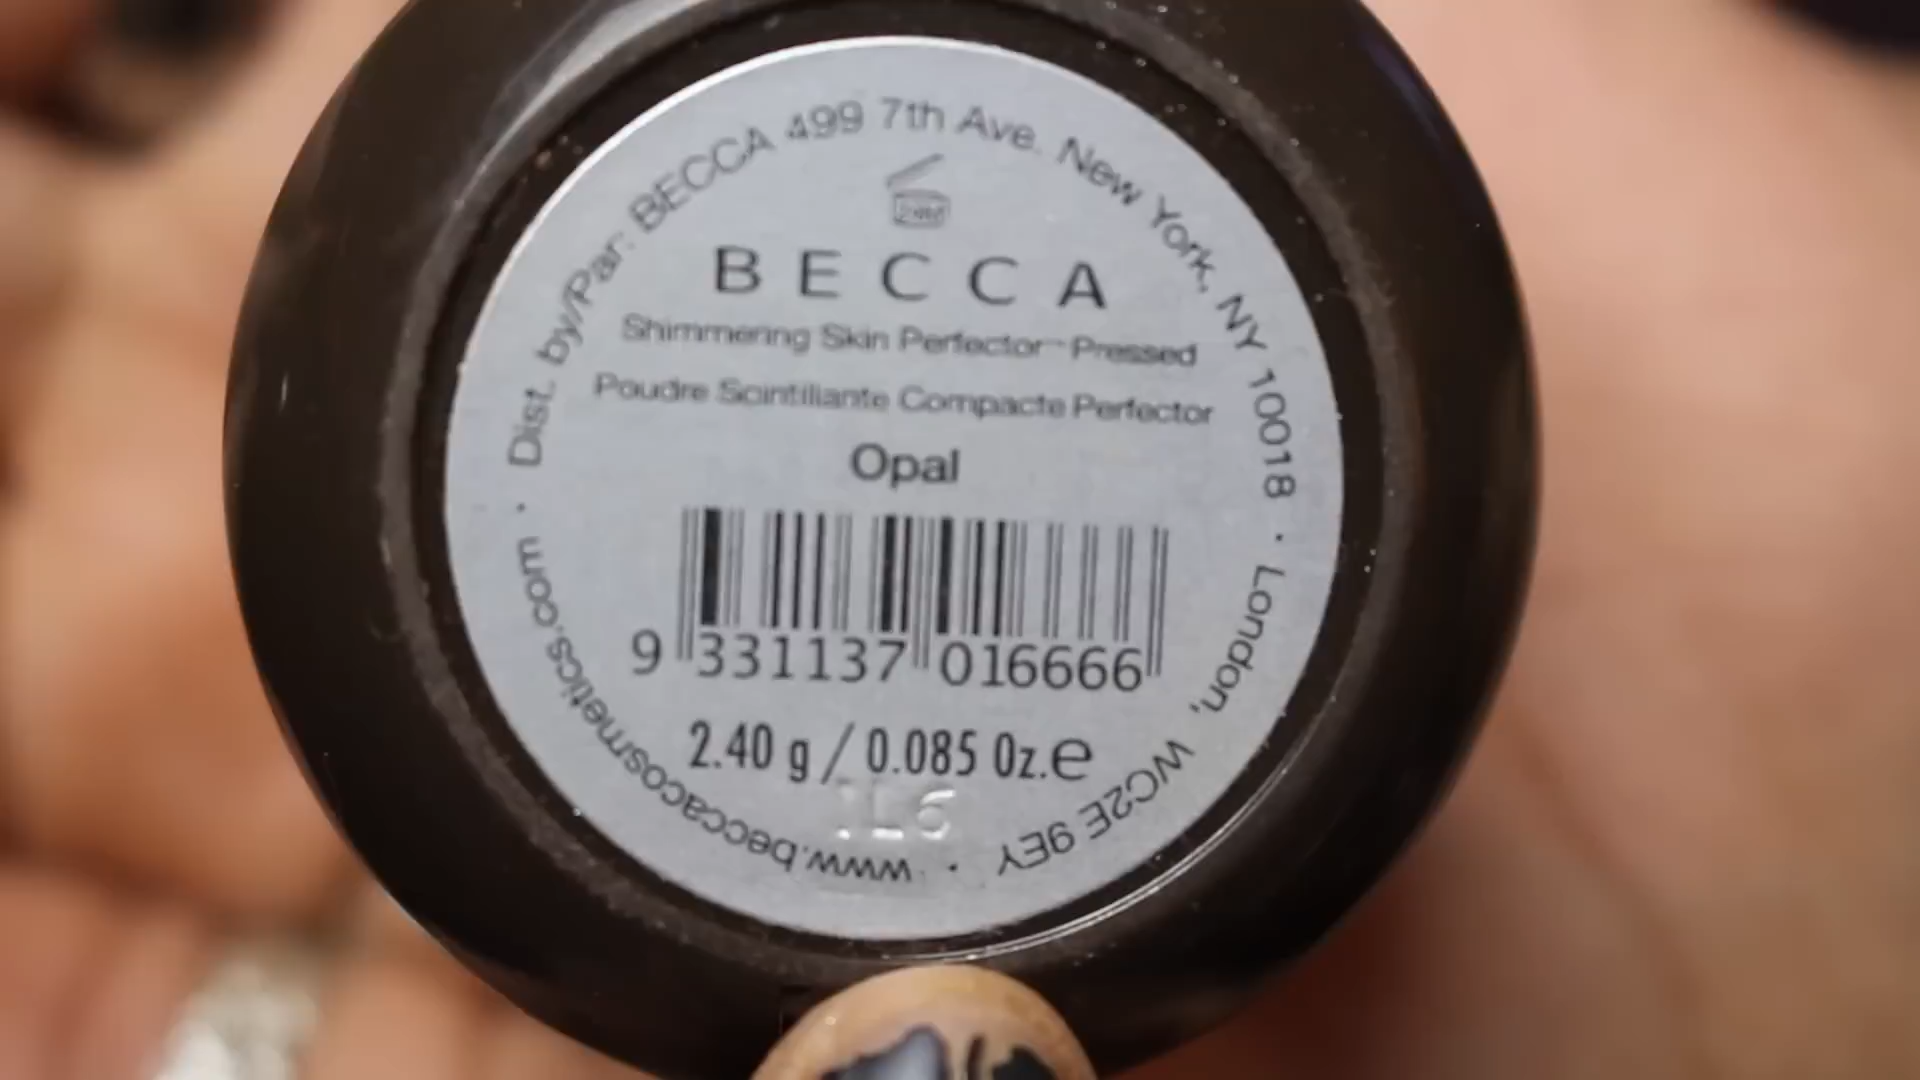 Dist. by/Par: BECCA 499 7th Ave. New York, NY 10018 · London, WC2E 9EY · www.beccacosmetics.com ·
BECCA
Shimmering Skin Perfector™ Pressed
Poudre Scintillante Compacte Perfector
Opal
9 331137 016666
2.40 g / 0.085 Oz.e
1L6